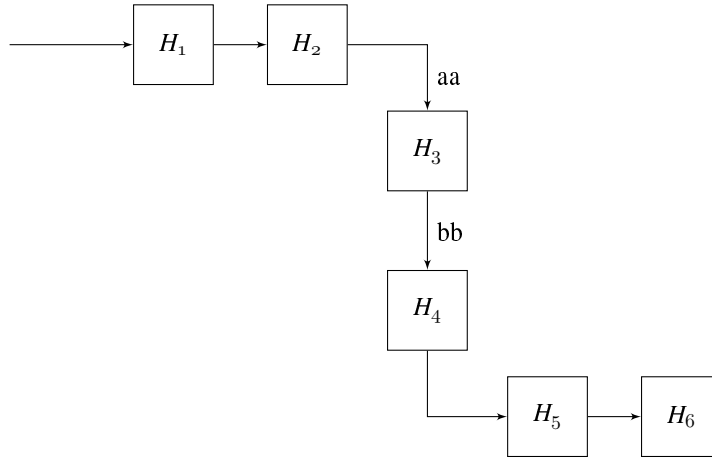 H₁ H₂
aa
H₃
bb
H₄
H₅ H₆